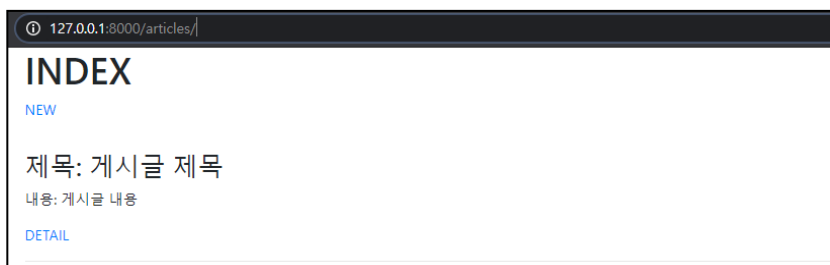 127.0.0.1:8000/articles/
INDEX
NEW
제목: 게시글 제목
내용: 게시글 내용
DETAIL